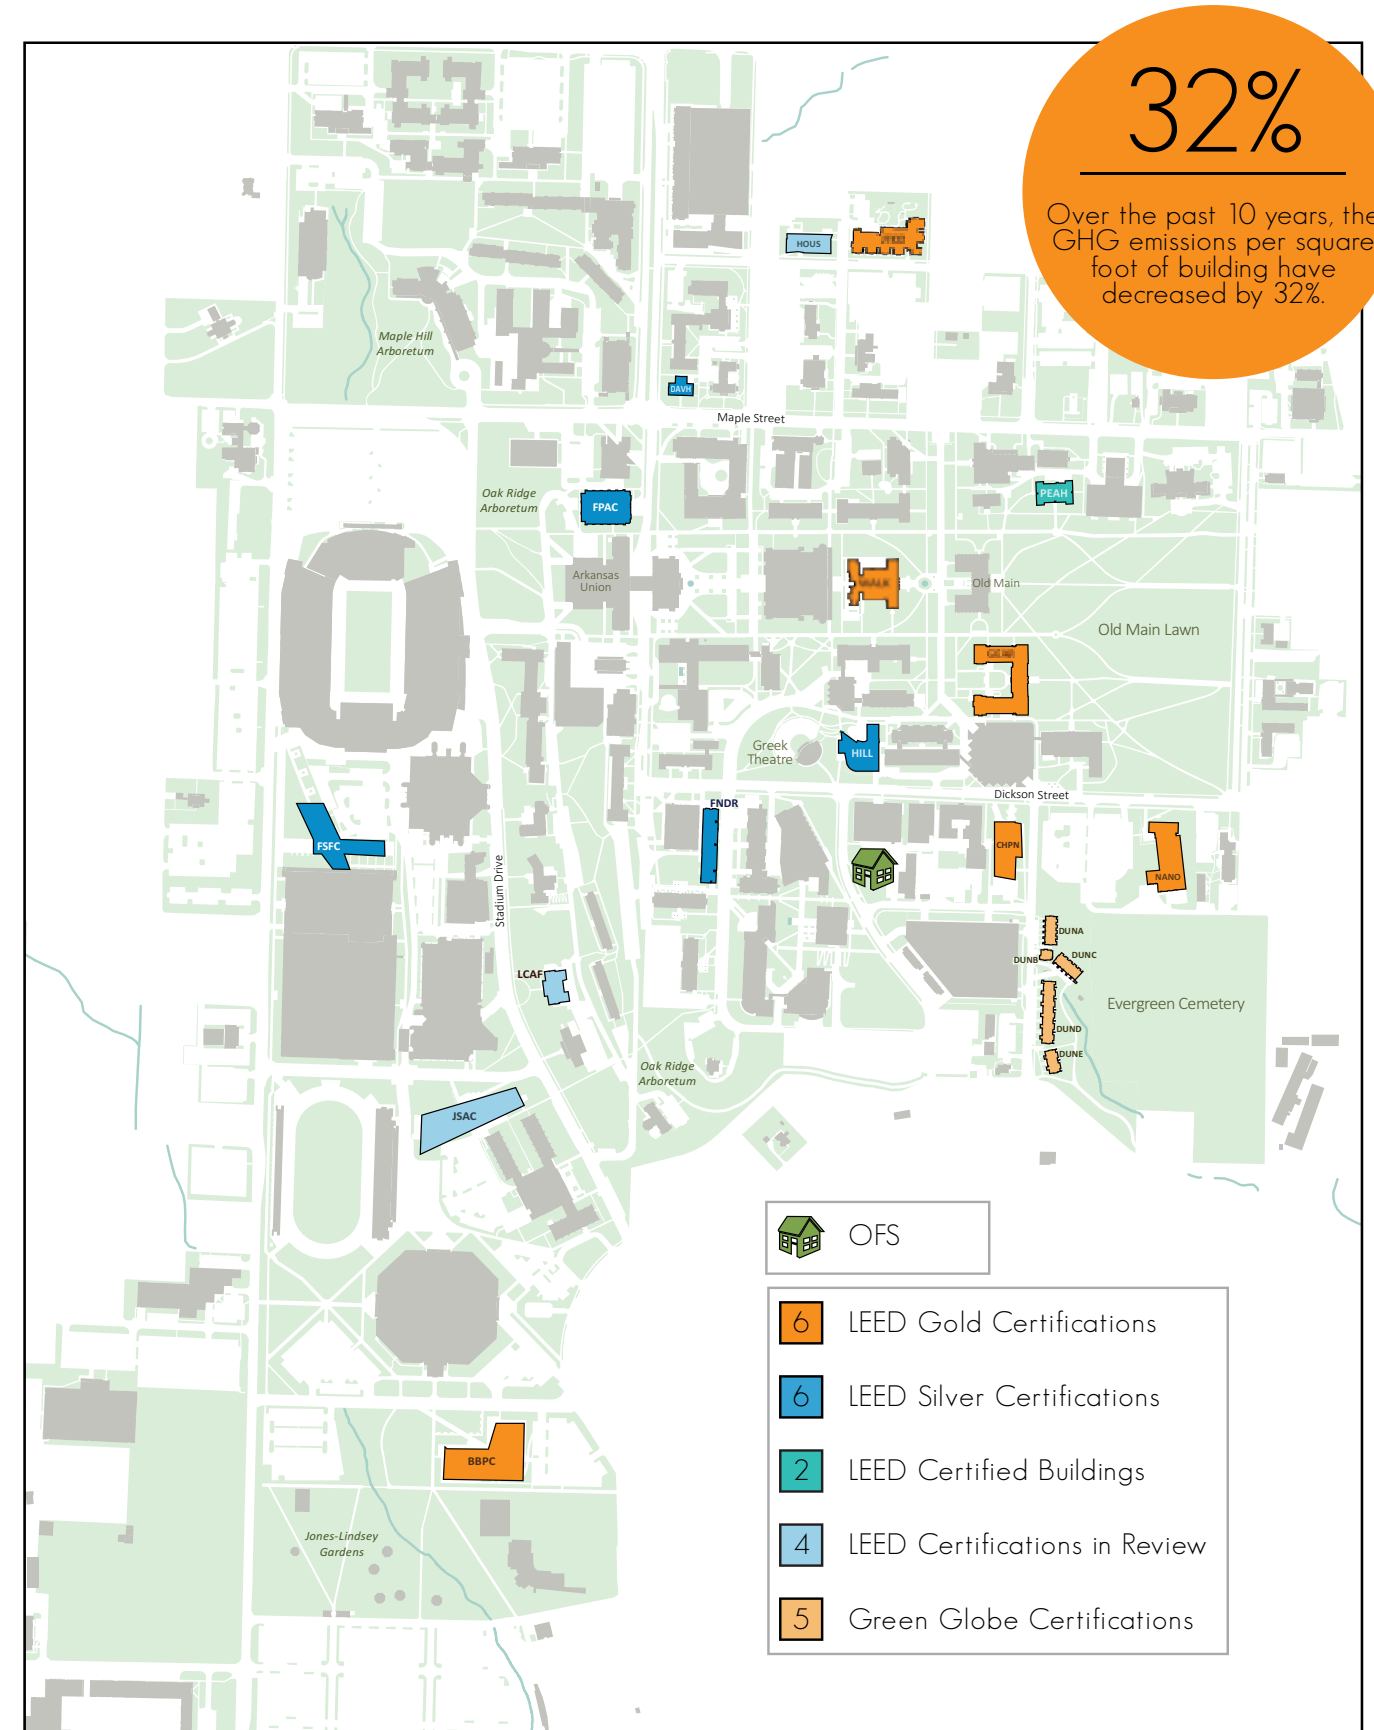 32%
Over the past 10 years, the
GHG emissions per square
foot of building have
decreased by 32%.
HOUS
Maple Hill
Arboretum
DAVH
Maple Street
Oak Ridge
Arboretum
FPAC
PEAH
Arkansas
Union
WALK
Old Main
Old Main Lawn
Greek
Theatre
HILL
Dickson Street
FNDR
FSFC
CHPN
NANO
Stadium Drive
DUNA
DUNB
DUNC
LCAF
Evergreen Cemetery
DUND
DUNE
Oak Ridge
Arboretum
JSAC
OFS
6 LEED Gold Certifications
6 LEED Silver Certifications
2 LEED Certified Buildings
4 LEED Certifications in Review
5 Green Globe Certifications
BBPC
Jones-Lindsey
Gardens